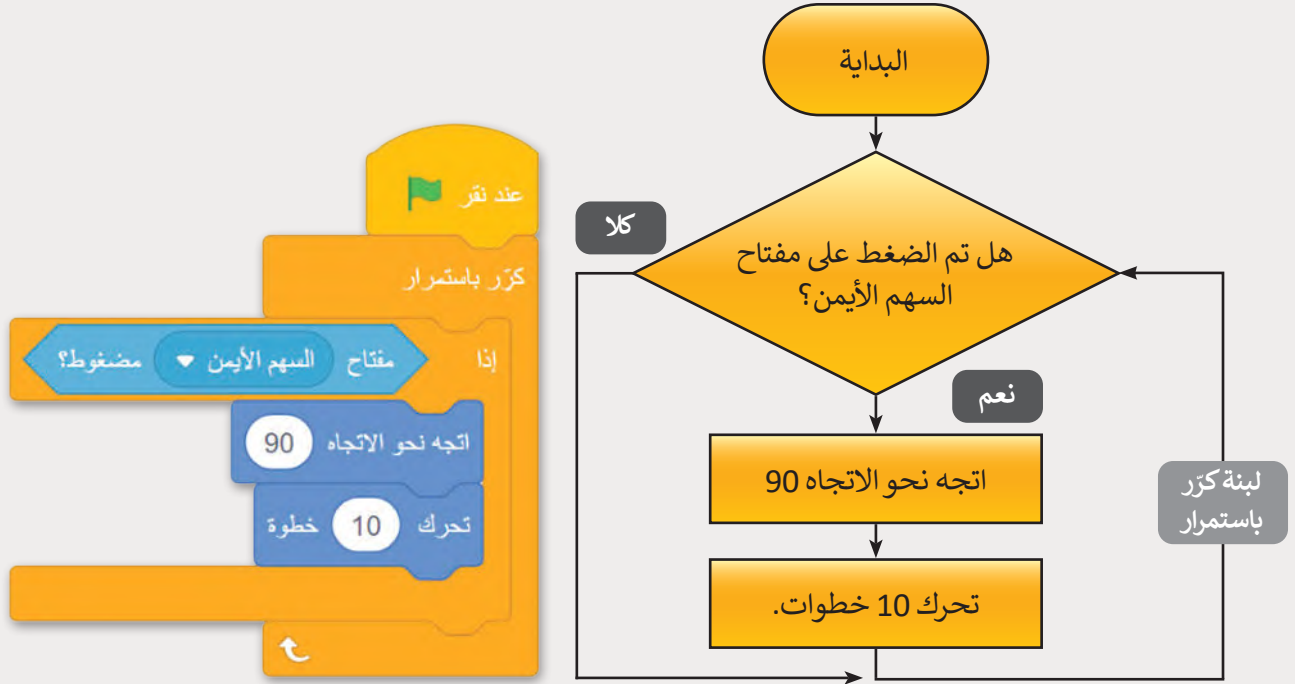 البداية
هل تم الضغط على مفتاح
السهم الأيمن؟
كلا
نعم
اتجه نحو الاتجاه 90
تحرك 10 خطوات.
لبنة كرّر
باستمرار
عند نقر
كرّر باستمرار
إذا مفتاح السهم الأيمن مضغوط؟
اتجه نحو الاتجاه 90
تحرك 10 خطوة